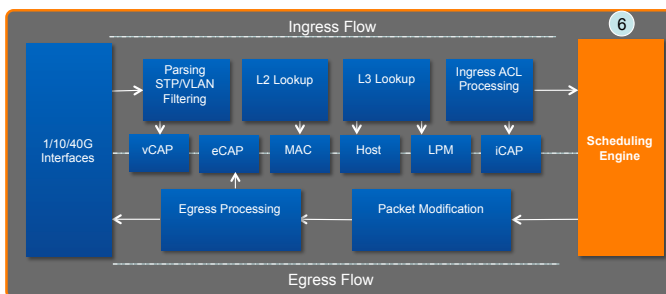 Ingress Flow
6
1/10/40G
Interfaces
Parsing
STP/VLAN
Filtering
L2 Lookup
L3 Lookup
Ingress ACL
Processing
Scheduling
Engine
vCAP
eCAP
MAC
Host
LPM
iCAP
Egress Processing
Packet Modification
Egress Flow